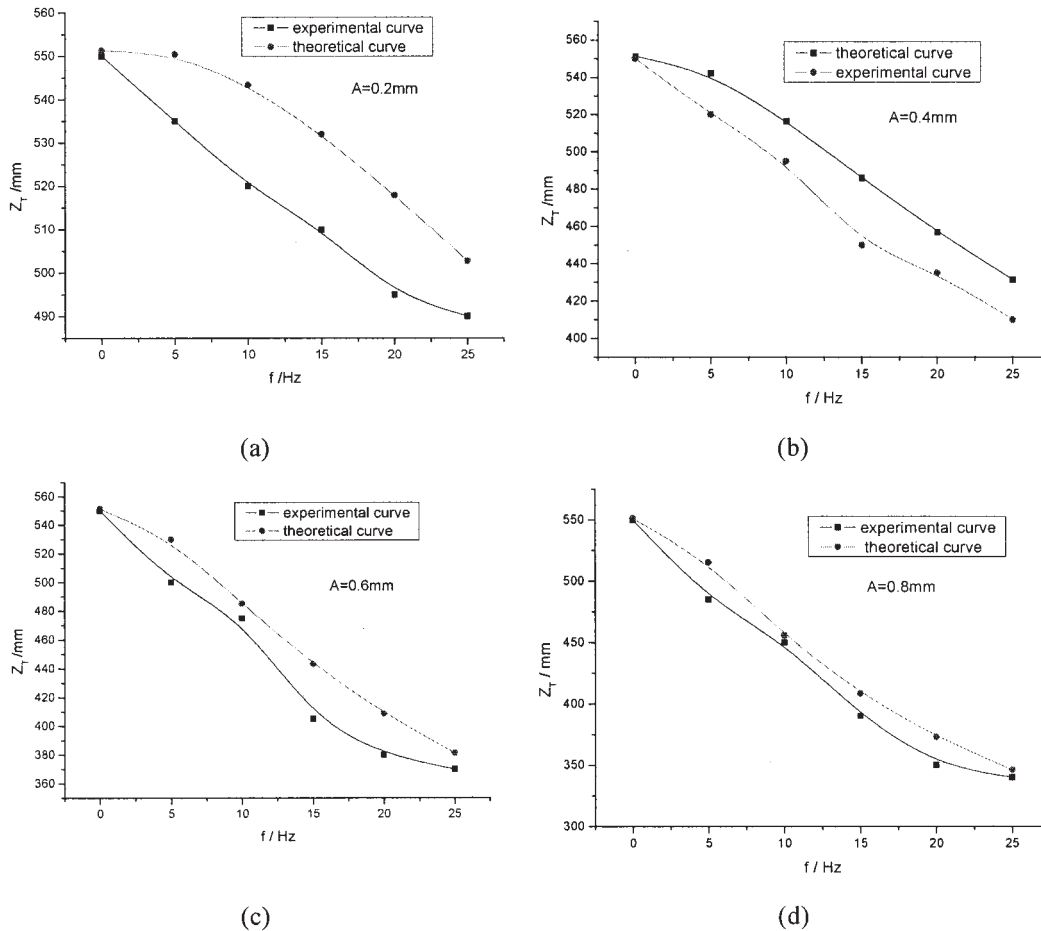 560
550
540
530
520
510
500
490
Z_T /mm
experimental curve
theoretical curve
A=0.2mm
0 5 10 15 20 25
f /Hz
(a)
560
540
520
500
480
460
440
420
400
Z_T /mm
theoretical curve
experimental curve
A=0.4mm
0 5 10 15 20 25
f / Hz
(b)
560
540
520
500
480
460
440
420
400
380
360
Z_T /mm
experimental curve
theoretical curve
A=0.6mm
0 5 10 15 20 25
f / Hz
(c)
550
500
450
400
350
300
Z_T / mm
experimental curve
theoretical curve
A=0.8mm
0 5 10 15 20 25
f / Hz
(d)